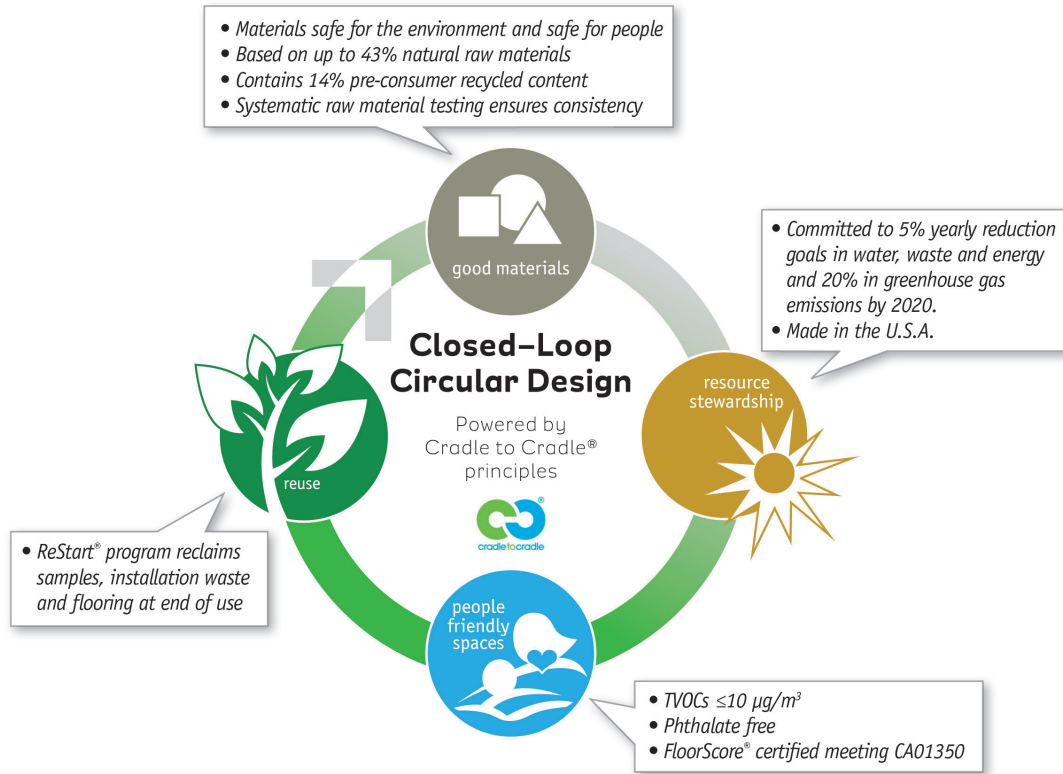 • Materials safe for the environment and safe for people
• Based on up to 43% natural raw materials
• Contains 14% pre-consumer recycled content
• Systematic raw material testing ensures consistency
good materials
• Committed to 5% yearly reduction
goals in water, waste and energy
and 20% in greenhouse gas
emissions by 2020.
• Made in the U.S.A.
resource
stewardship
Closed–Loop
Circular Design
Powered by
Cradle to Cradle®
principles
®
cradletocradle
reuse
• ReStart® program reclaims
samples, installation waste
and flooring at end of use
people
friendly
spaces
• TVOCs ≤10 µg/m³
• Phthalate free
• FloorScore® certified meeting CA01350